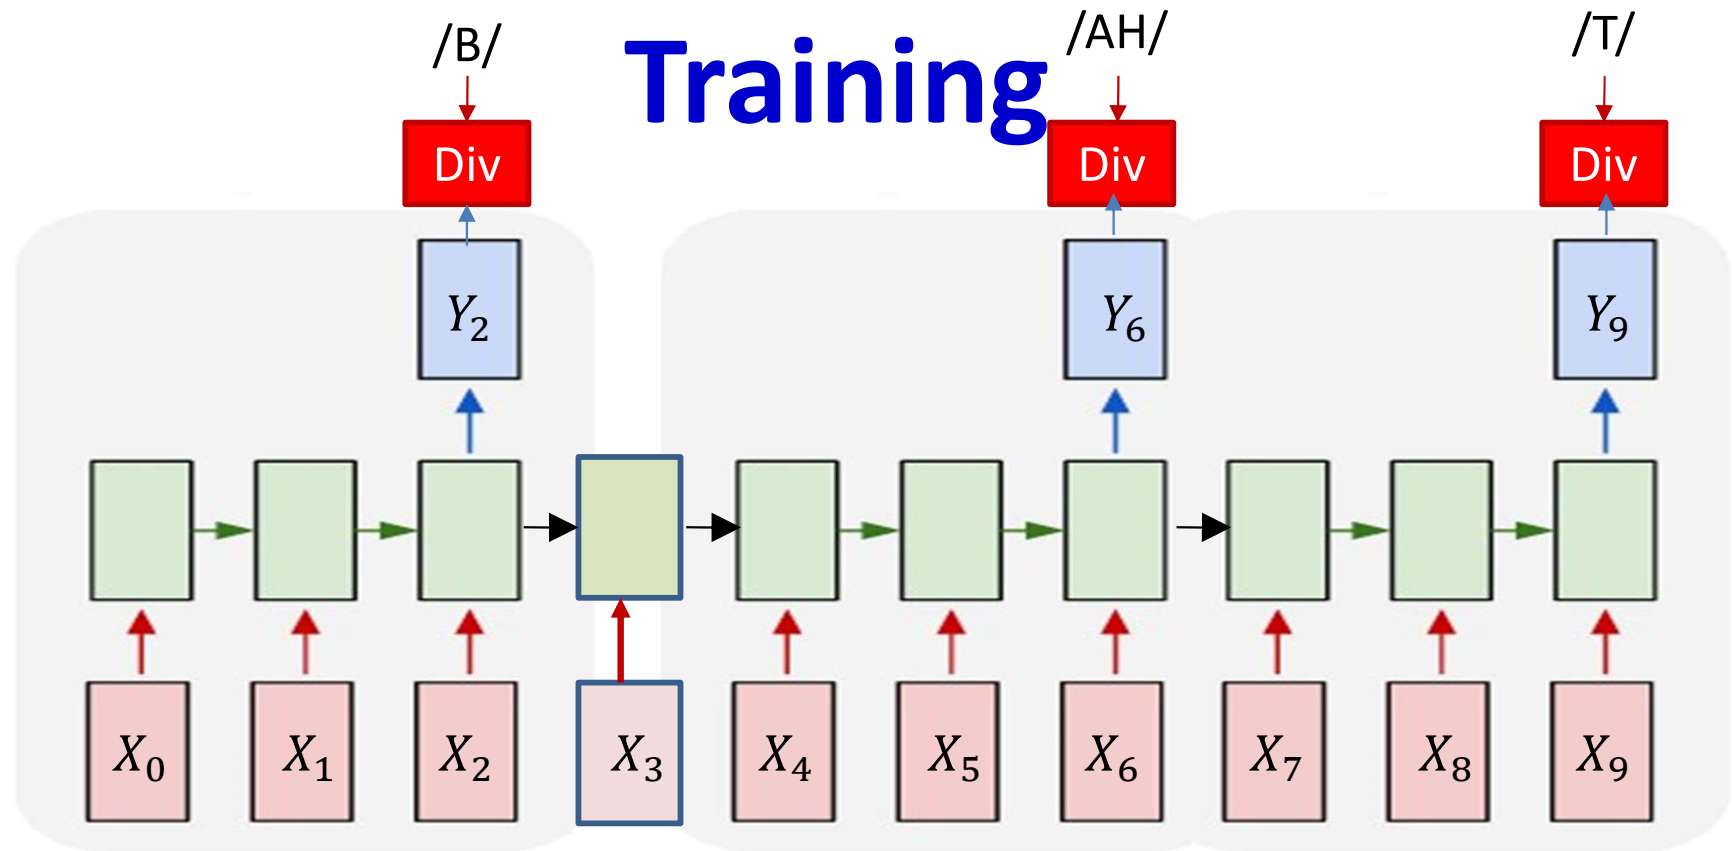 /B/ /AH/ /T/
Training
Div Div Div
Y₂ Y₆ Y₉
X₀ X₁ X₂ X₃ X₄ X₅ X₆ X₇ X₈ X₉